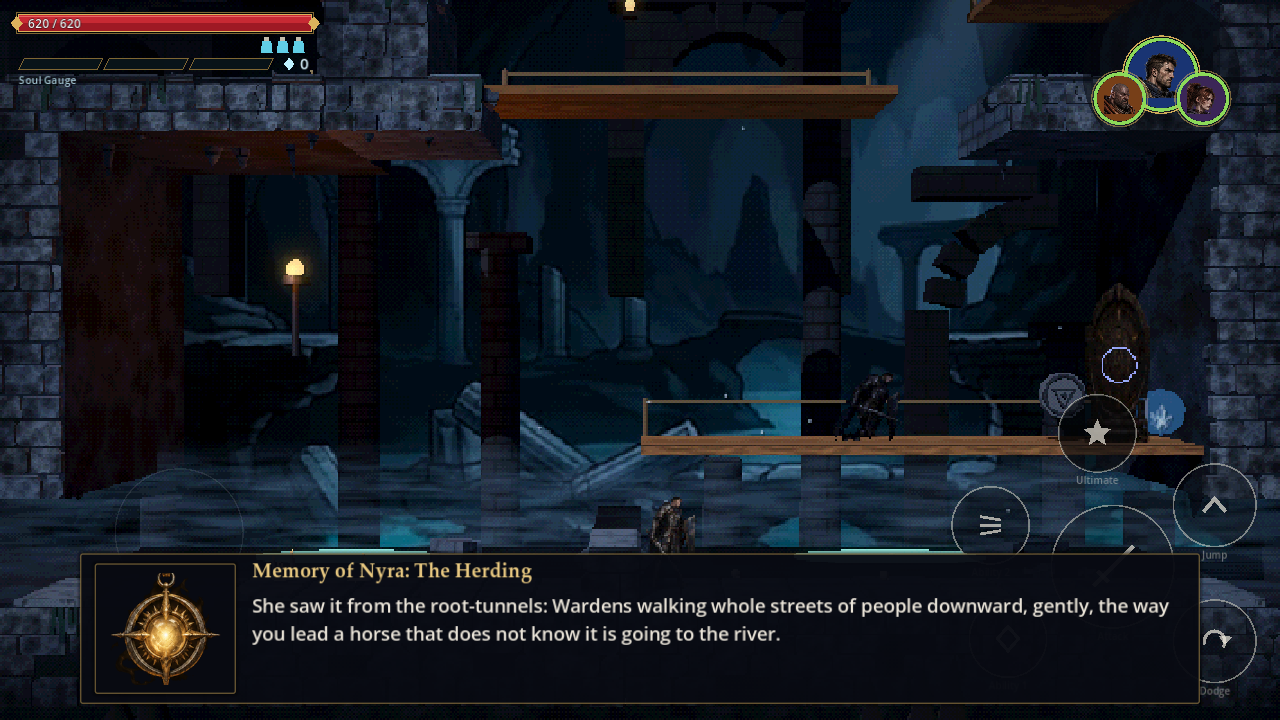 620 / 620
0
Soul Gauge
Ultimate
Jump
Memory of Nyra: The Herding
She saw it from the root-tunnels: Wardens walking whole streets of people downward, gently, the way
you lead a horse that does not know it is going to the river.
Dodge